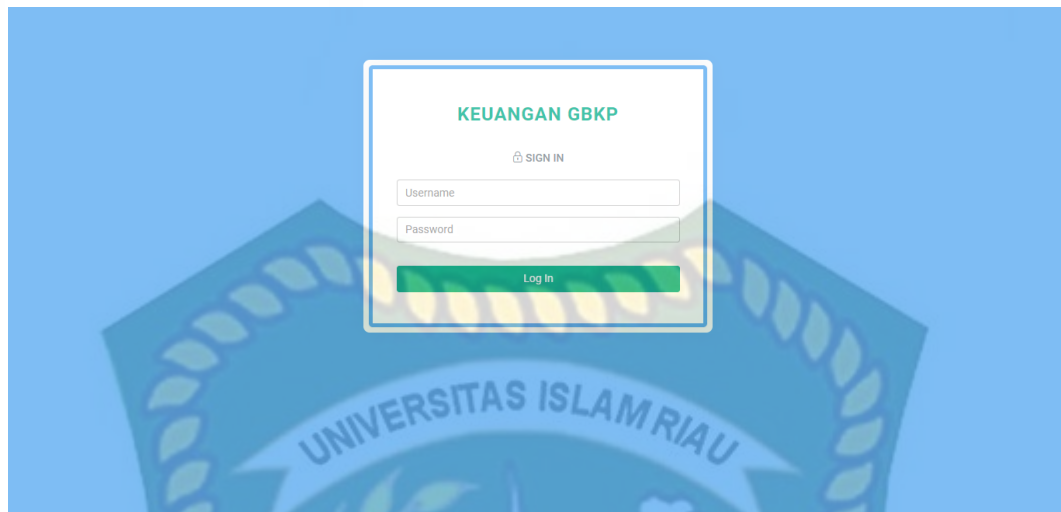 KEUANGAN GBKP
SIGN IN
Username
Password
Log In
UNIVERSITAS ISLAM RIAU